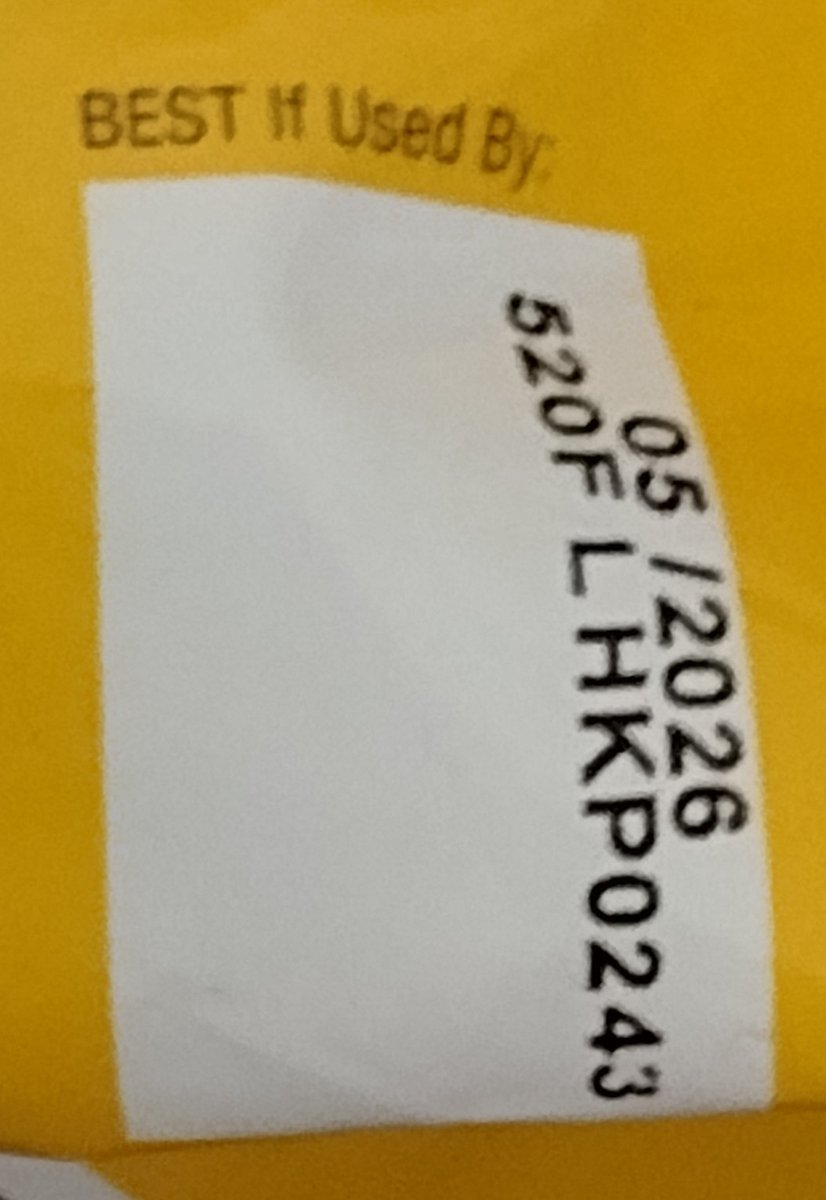 BEST If Used By:
05 /2026
520F LHKP0243